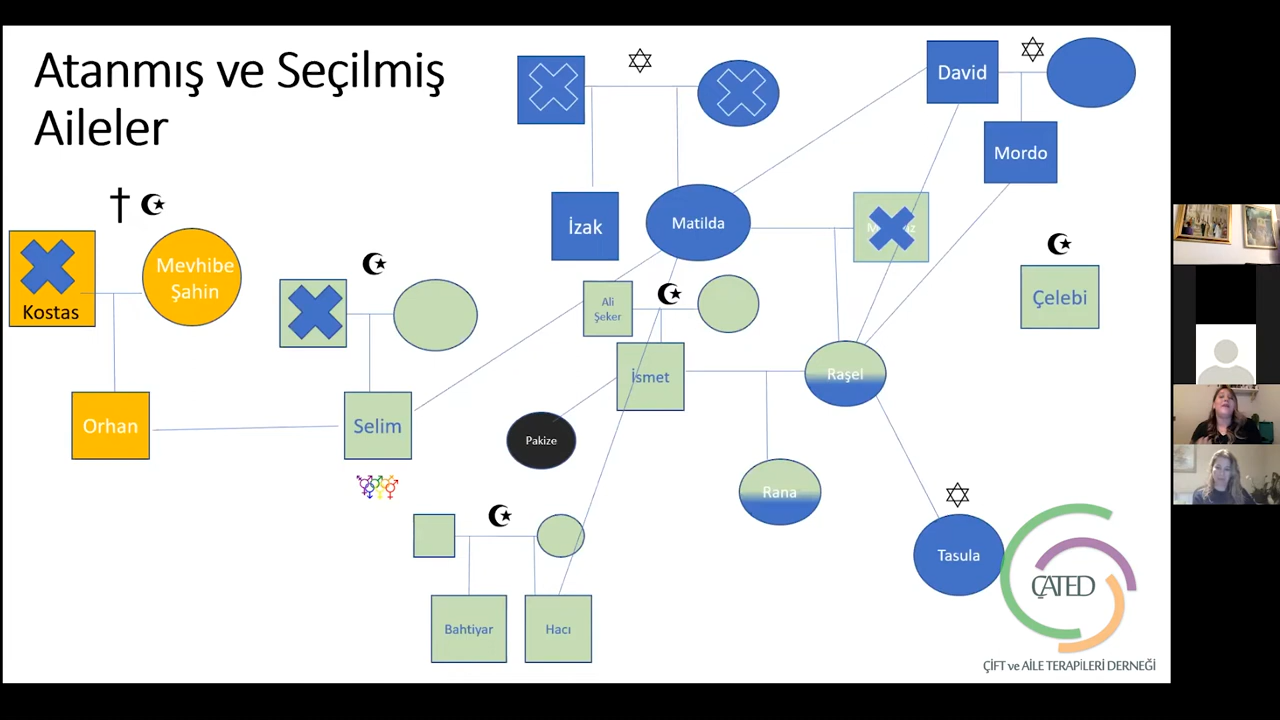 Atanmış ve Seçilmiş
Aileler
David
Mordo
İzak
Matilda
Mevhibe
Şahin
Kostas
Ali
Şeker
Çelebi
İsmet
Raşel
Orhan
Selim
Pakize
Rana
Tasula
Bahtiyar
Hacı
ÇATED
ÇİFT ve AİLE TERAPİLERİ DERNEĞİ